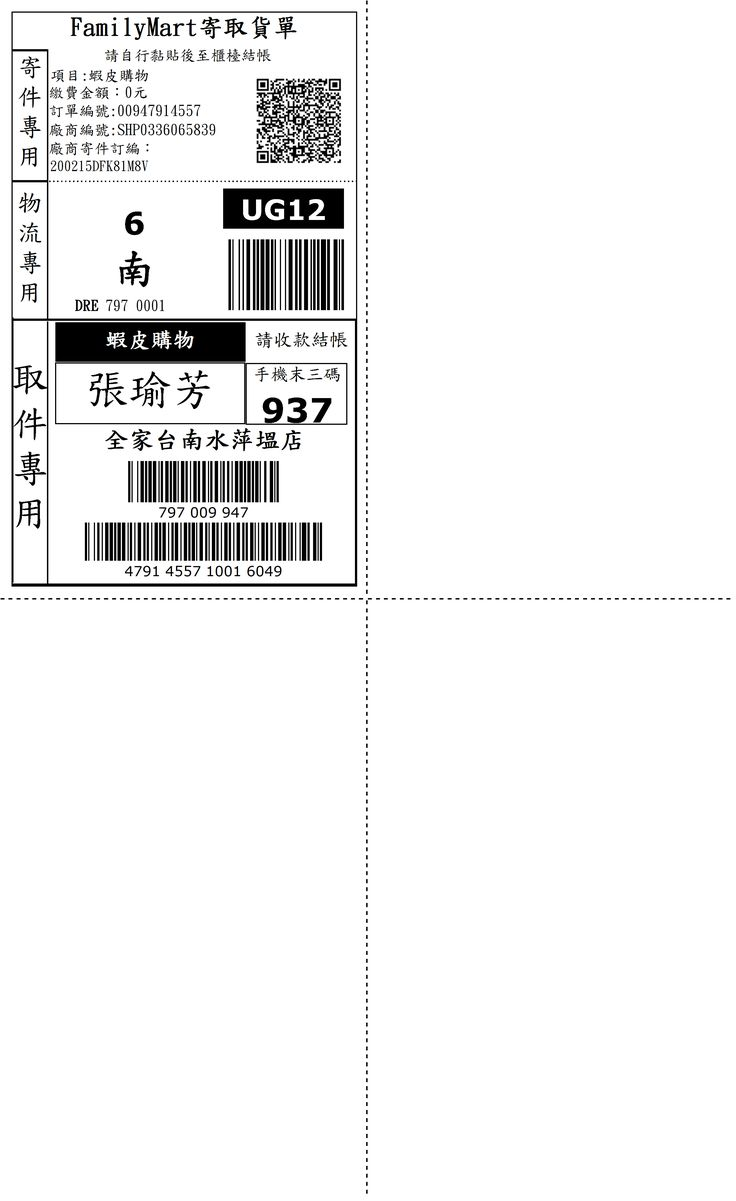 FamilyMart寄取貨單
請自行黏貼後至櫃檯結帳
寄件專用
項目:蝦皮購物
繳費金額：0元
訂單編號:00947914557
廠商編號:SHP0336065839
廠商寄件訂編：
200215DFK81M8V
物流專用
6
南
DRE 797 0001
UG12
取件專用
蝦皮購物
請收款結帳
張瑜芳
手機末三碼
937
全家台南水萍塭店
797 009 947
4791 4557 1001 6049